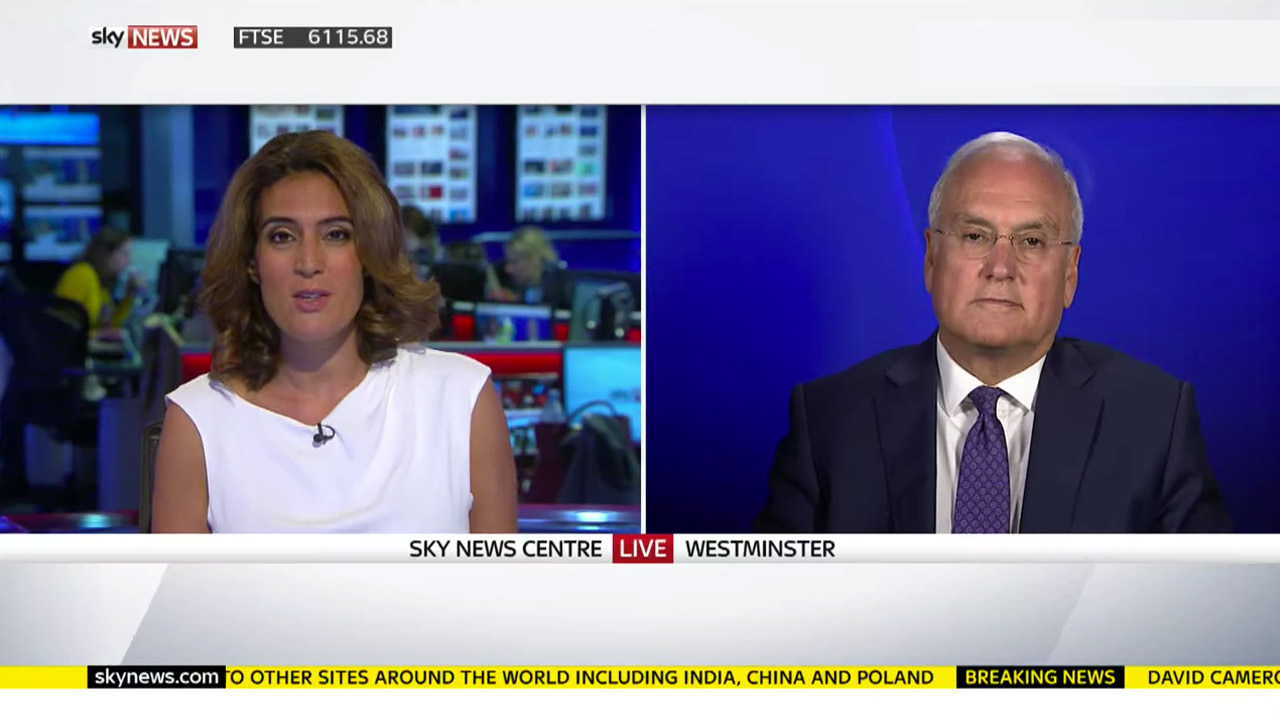 sky NEWS FTSE 6115.68
SKY NEWS CENTRE LIVE WESTMINSTER
skynews.com TO OTHER SITES AROUND THE WORLD INCLUDING INDIA, CHINA AND POLAND BREAKING NEWS DAVID CAMERO